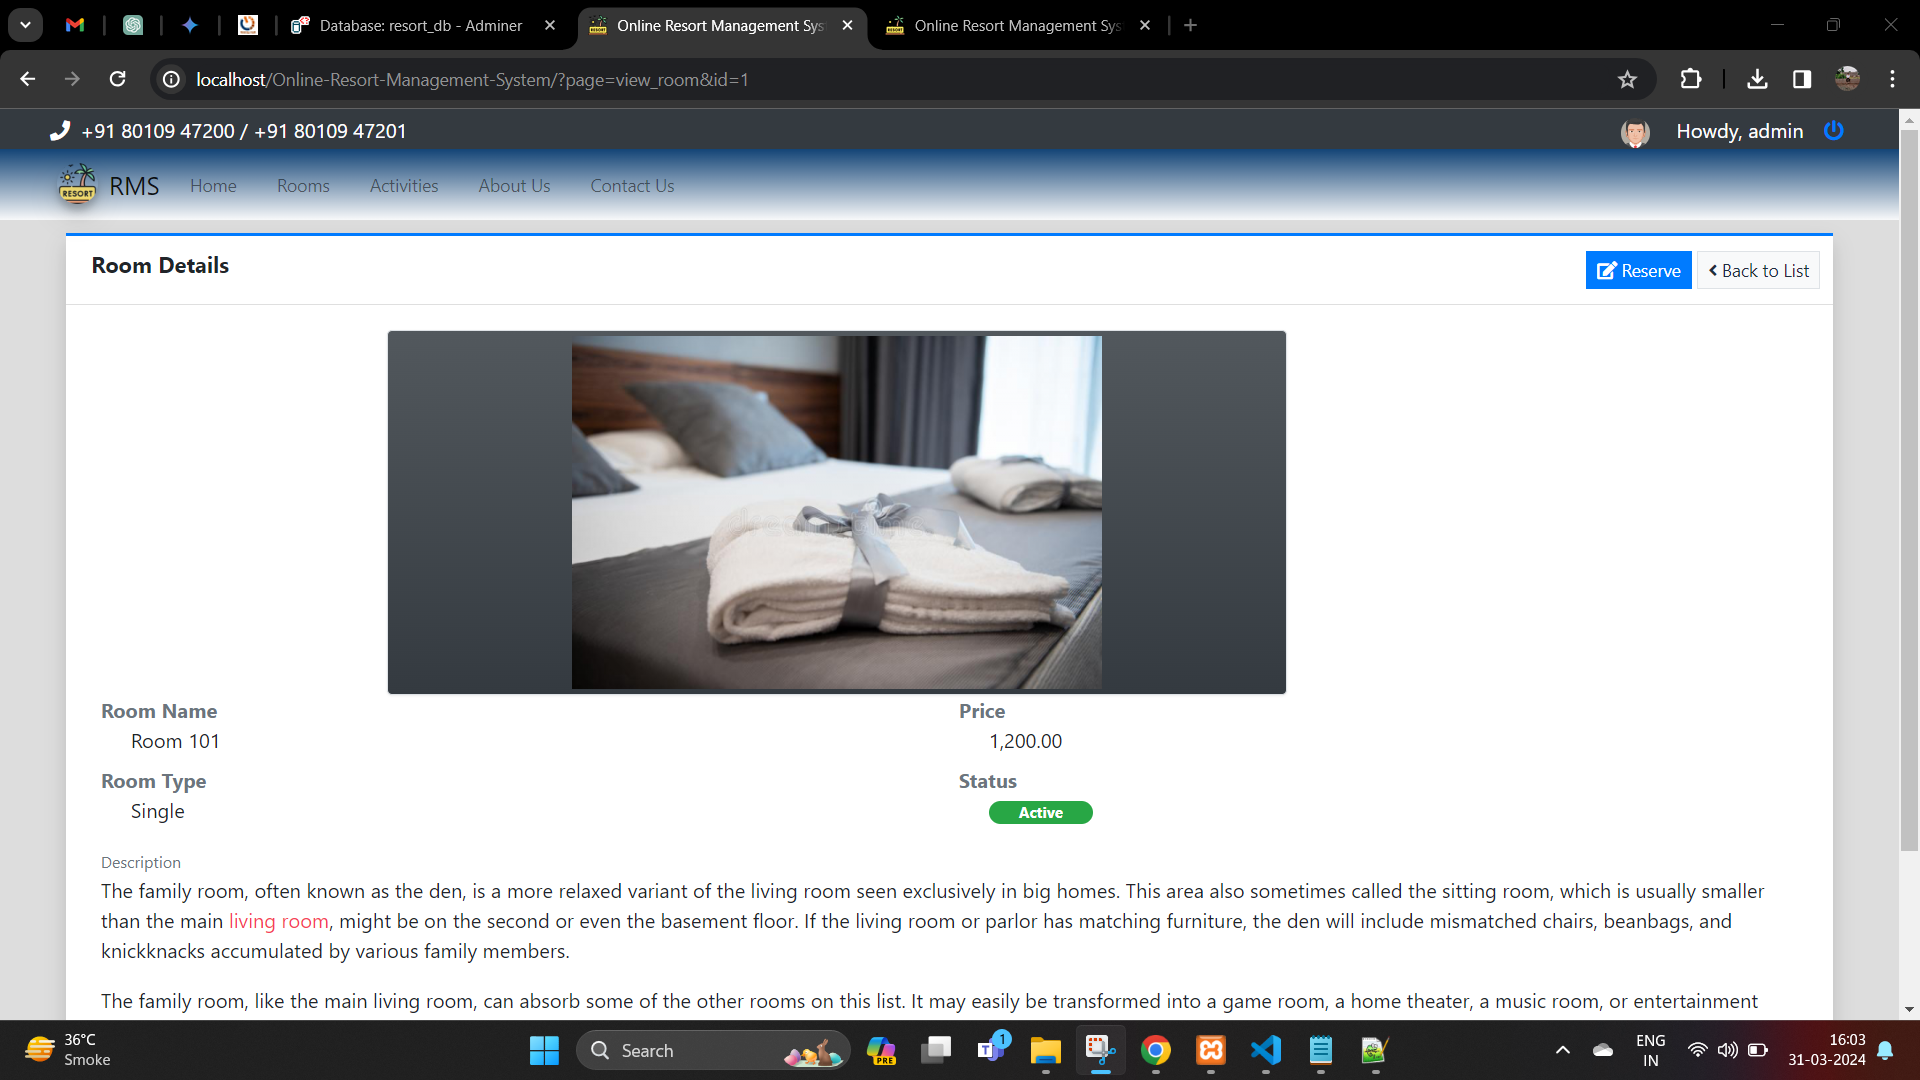 Database: resort_db - Adminer
Online Resort Management Sys
Online Resort Management Sys
localhost/Online-Resort-Management-System/?page=view_room&id=1
+91 80109 47200 / +91 80109 47201
Howdy, admin
RESORT
RMS
Home
Rooms
Activities
About Us
Contact Us
Room Details
Reserve
Back to List
Room Name
Room 101
Price
1,200.00
Room Type
Single
Status
Active
Description
The family room, often known as the den, is a more relaxed variant of the living room seen exclusively in big homes. This area also sometimes called the sitting room, which is usually smaller
than the main living room, might be on the second or even the basement floor. If the living room or parlor has matching furniture, the den will include mismatched chairs, beanbags, and
knickknacks accumulated by various family members.
The family room, like the main living room, can absorb some of the other rooms on this list. It may easily be transformed into a game room, a home theater, a music room, or entertainment
36°C
Smoke
Search
PRE
1
ENG
IN
16:03
31-03-2024